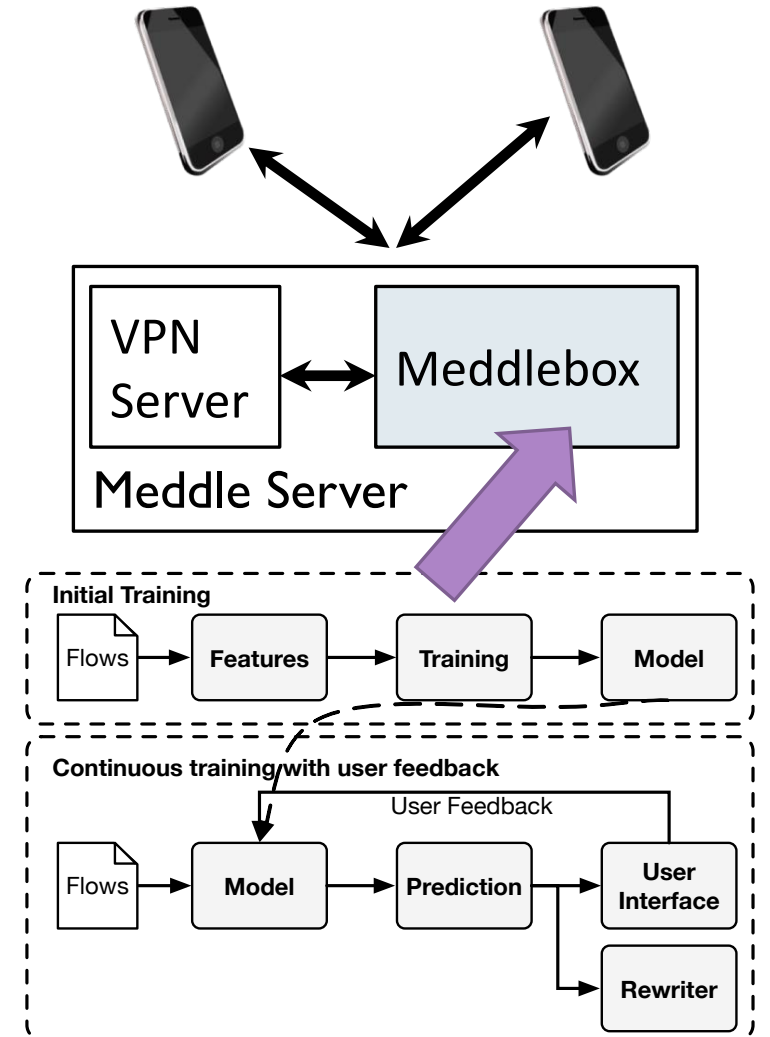 VPN
Server
Meddlebox
Meddle Server
Initial Training
Flows
Features
Training
Model
Continuous training with user feedback
User Feedback
Flows
Model
Prediction
User
Interface
Rewriter